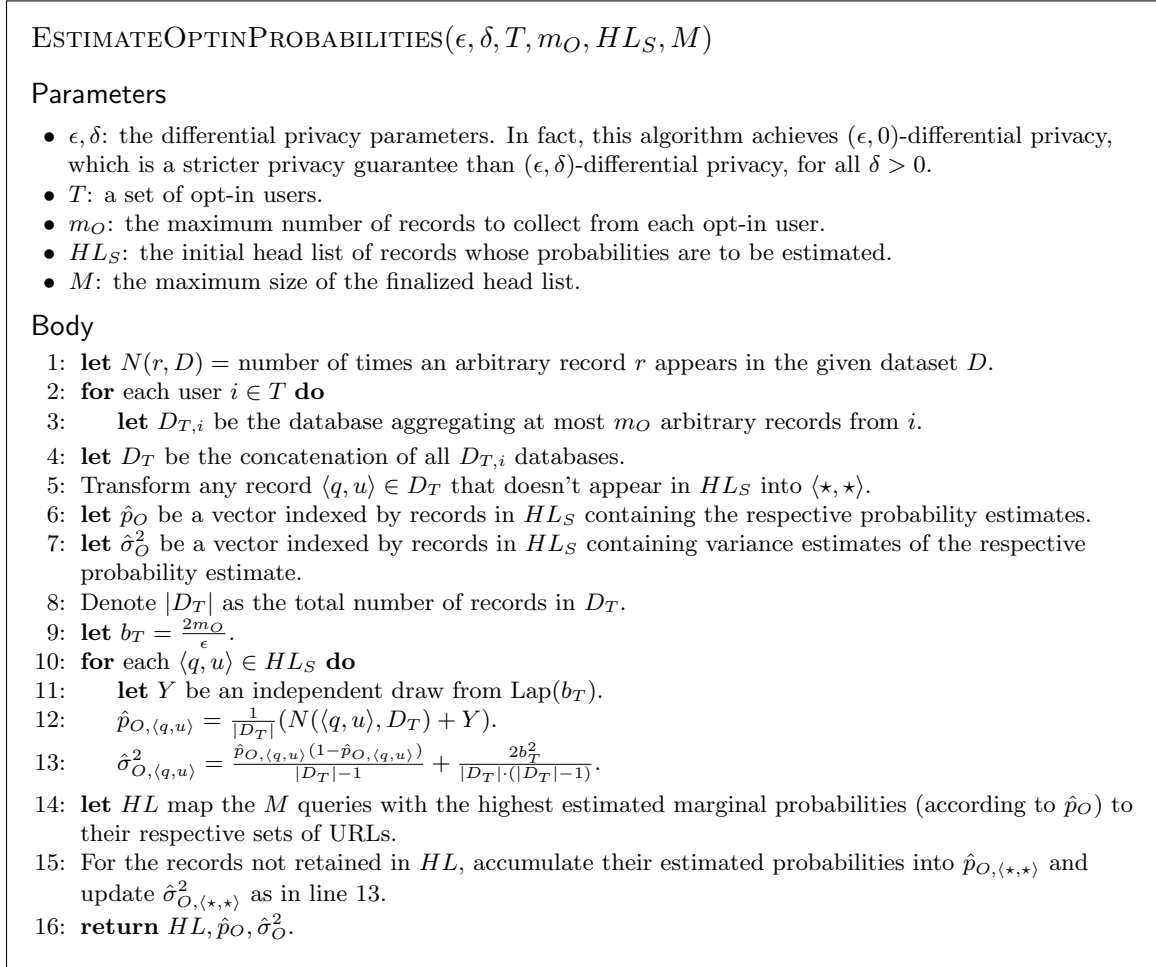 ESTIMATEOPTINPROBABILITIES(ϵ, δ, T, m_O, HL_S, M)
Parameters
• ϵ, δ: the differential privacy parameters. In fact, this algorithm achieves (ϵ, 0)-differential privacy,
which is a stricter privacy guarantee than (ϵ, δ)-differential privacy, for all δ > 0.
• T: a set of opt-in users.
• m_O: the maximum number of records to collect from each opt-in user.
• HL_S: the initial head list of records whose probabilities are to be estimated.
• M: the maximum size of the finalized head list.
Body
1: let N(r, D) = number of times an arbitrary record r appears in the given dataset D.
2: for each user i ∈ T do
3: let D_{T,i} be the database aggregating at most m_O arbitrary records from i.
4: let D_T be the concatenation of all D_{T,i} databases.
5: Transform any record ⟨q, u⟩ ∈ D_T that doesn't appear in HL_S into ⟨⋆, ⋆⟩.
6: let p̂_O be a vector indexed by records in HL_S containing the respective probability estimates.
7: let σ̂²_O be a vector indexed by records in HL_S containing variance estimates of the respective
probability estimate.
8: Denote |D_T| as the total number of records in D_T.
9: let b_T = 2m_O/ϵ.
10: for each ⟨q, u⟩ ∈ HL_S do
11: let Y be an independent draw from Lap(b_T).
12: p̂_{O,⟨q,u⟩} = 1/|D_T| (N(⟨q, u⟩, D_T) + Y).
13: σ̂²_{O,⟨q,u⟩} = p̂_{O,⟨q,u⟩}(1−p̂_{O,⟨q,u⟩})/(|D_T|−1) + 2b²_T/(|D_T|·(|D_T|−1)).
14: let HL map the M queries with the highest estimated marginal probabilities (according to p̂_O) to
their respective sets of URLs.
15: For the records not retained in HL, accumulate their estimated probabilities into p̂_{O,⟨⋆,⋆⟩} and
update σ̂²_{O,⟨⋆,⋆⟩} as in line 13.
16: return HL, p̂_O, σ̂²_O.